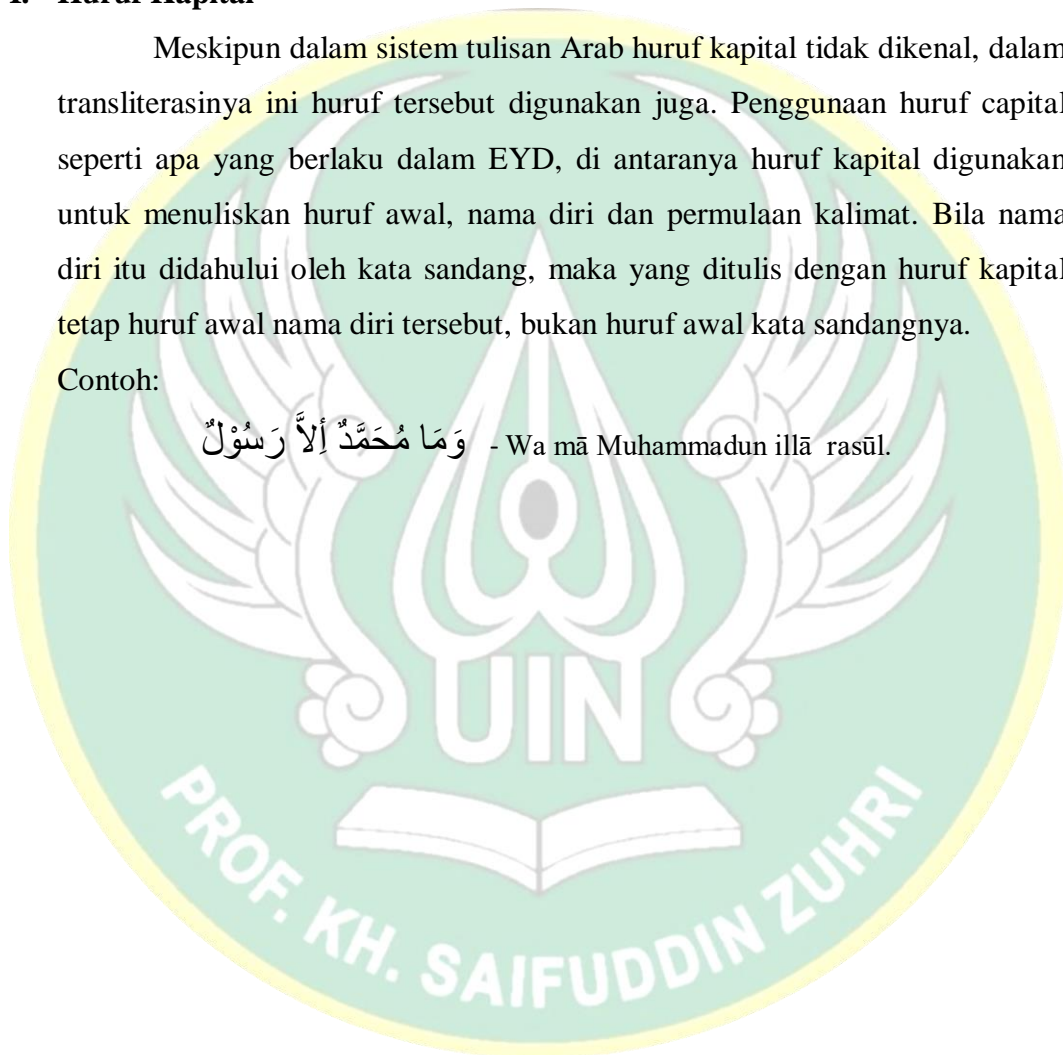 I. Huruf Kapital
Meskipun dalam sistem tulisan Arab huruf kapital tidak dikenal, dalam
transliterasinya ini huruf tersebut digunakan juga. Penggunaan huruf capital
seperti apa yang berlaku dalam EYD, di antaranya huruf kapital digunakan
untuk menuliskan huruf awal, nama diri dan permulaan kalimat. Bila nama
diri itu didahului oleh kata sandang, maka yang ditulis dengan huruf kapital
tetap huruf awal nama diri tersebut, bukan huruf awal kata sandangnya.
Contoh:
وَمَا مُحَمَّدٌ أِلاَّ رَسُوْلٌ - Wa mā Muhammadun illā rasūl.
UIN
PROF. KH. SAIFUDDIN ZUHRI